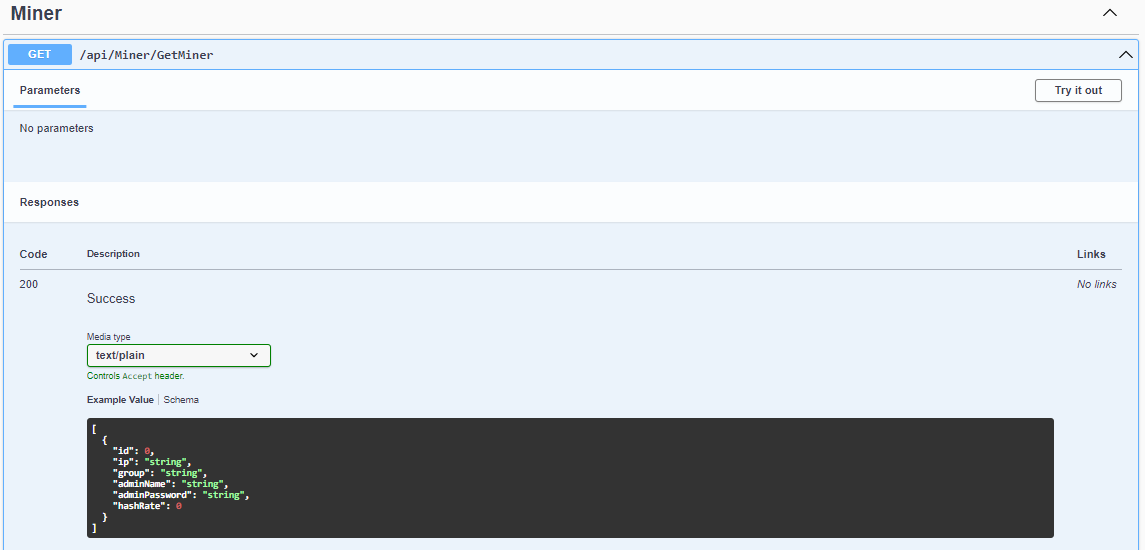 Miner
GET /api/Miner/GetMiner
Parameters Try it out
No parameters
Responses
Code Description Links
200 Success No links
Media type
text/plain
Controls Accept header.
Example Value Schema
[
{
"id": 0,
"ip": "string",
"group": "string",
"adminName": "string",
"adminPassword": "string",
"hashRate": 0
}
]